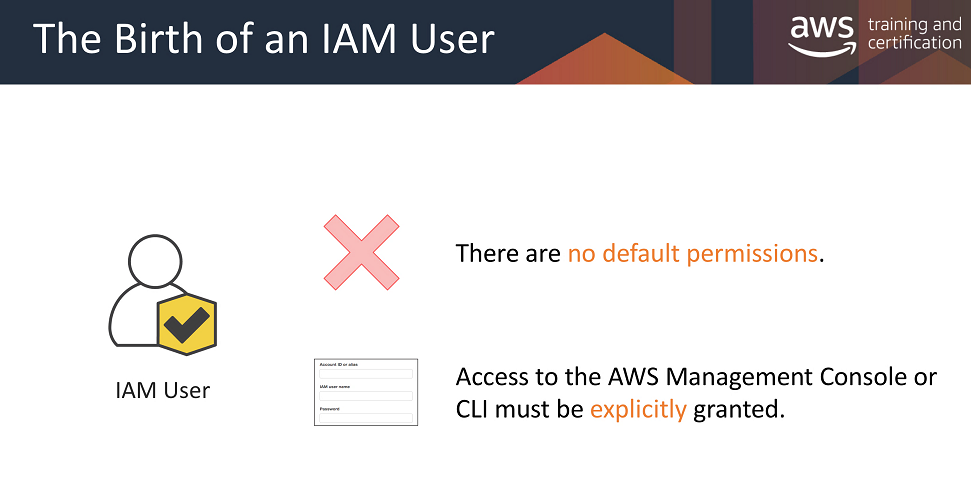 The Birth of an IAM User
aws training and
certification
There are no default permissions.
IAM User
Account ID or alias
IAM user name
Password
Access to the AWS Management Console or
CLI must be explicitly granted.